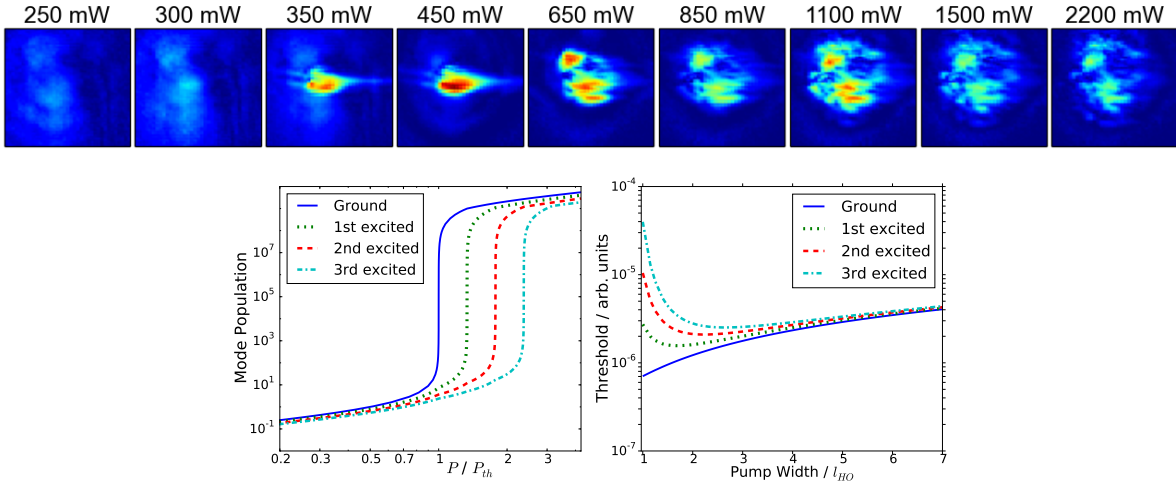 250 mW 300 mW 350 mW 450 mW 650 mW 850 mW 1100 mW 1500 mW 2200 mW
Mode Population
10^7
10^5
10^3
10^1
10^-1
Ground
1st excited
2nd excited
3rd excited
0.2 0.3 0.5 0.7 1 2 3
P / P_th
Threshold / arb. units
10^-4
10^-5
10^-6
10^-7
Ground
1st excited
2nd excited
3rd excited
1 2 3 4 5 6 7
Pump Width / l_HO